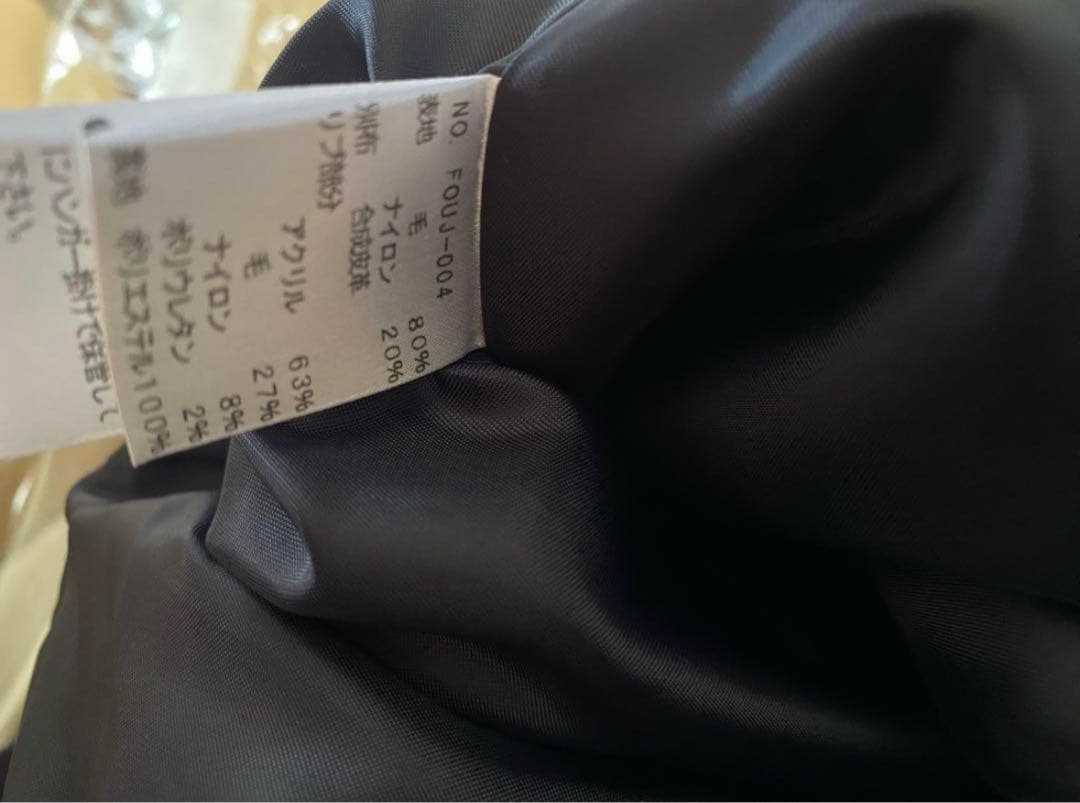 NO. FOUJ-004
表地 毛 80%
ナイロン 20%
別布 合成皮革
リブ部分
アクリル 63%
毛 27%
ナイロン 8%
ポリウレタン 2%
裏地 ポリエステル100%
にハンガー掛けで保管して
下さい